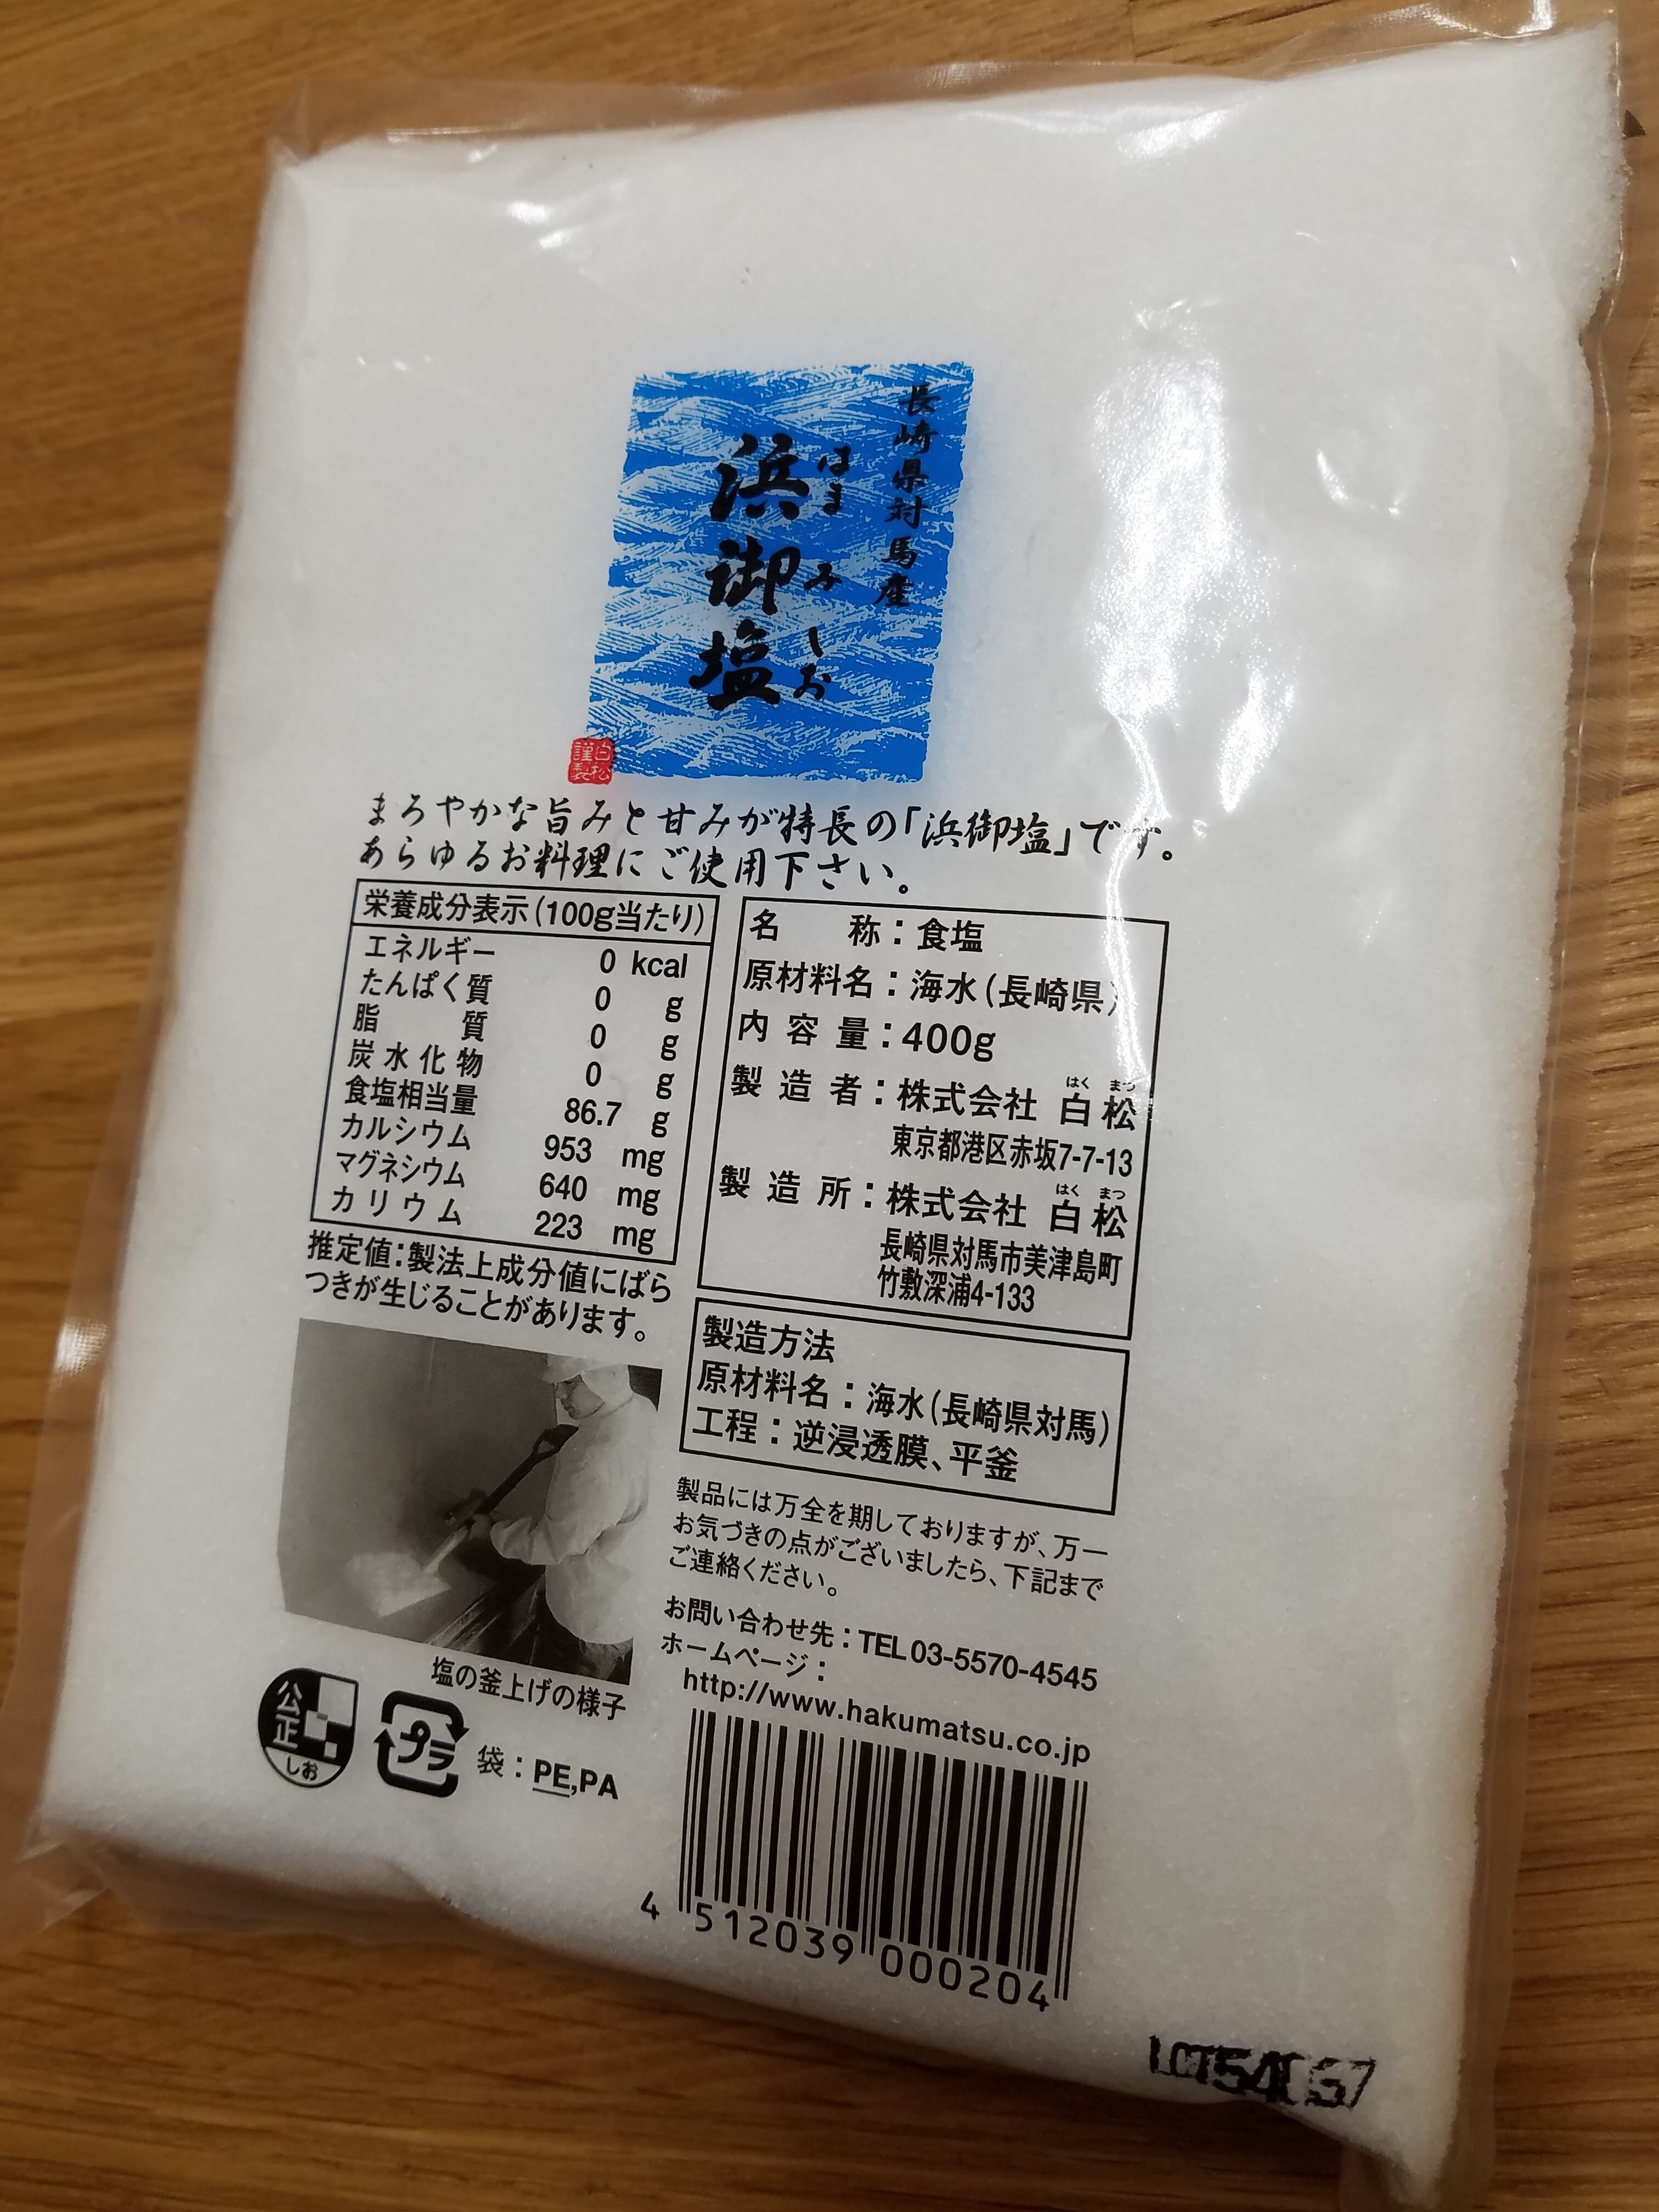 長崎県対馬産
はまみしお
浜御塩
白松
謹製
まろやかな旨みと甘みが特長の「浜御塩」です。
あらゆるお料理にご使用下さい。
栄養成分表示(100g当たり)
エネルギー 0 kcal
たんぱく質 0 g
脂質 0 g
炭水化物 0 g
食塩相当量 86.7 g
カルシウム 953 mg
マグネシウム 640 mg
カリウム 223 mg
推定値:製法上成分値にばら
つきが生じることがあります。
名称:食塩
原材料名:海水(長崎県)
内容量:400g
はく まつ
製造者:株式会社 白松
東京都港区赤坂7-7-13
はく まつ
製造所:株式会社 白松
長崎県対馬市美津島町
竹敷深浦4-133
製造方法
原材料名:海水(長崎県対馬)
工程:逆浸透膜、平釜
製品には万全を期しておりますが、万一
お気づきの点がございましたら、下記まで
ご連絡ください。
お問い合わせ先:TEL03-5570-4545
ホームページ:
http://www.hakumatsu.co.jp
塩の釜上げの様子
公正
しお
プラ
袋:PE,PA
4 512039 000204